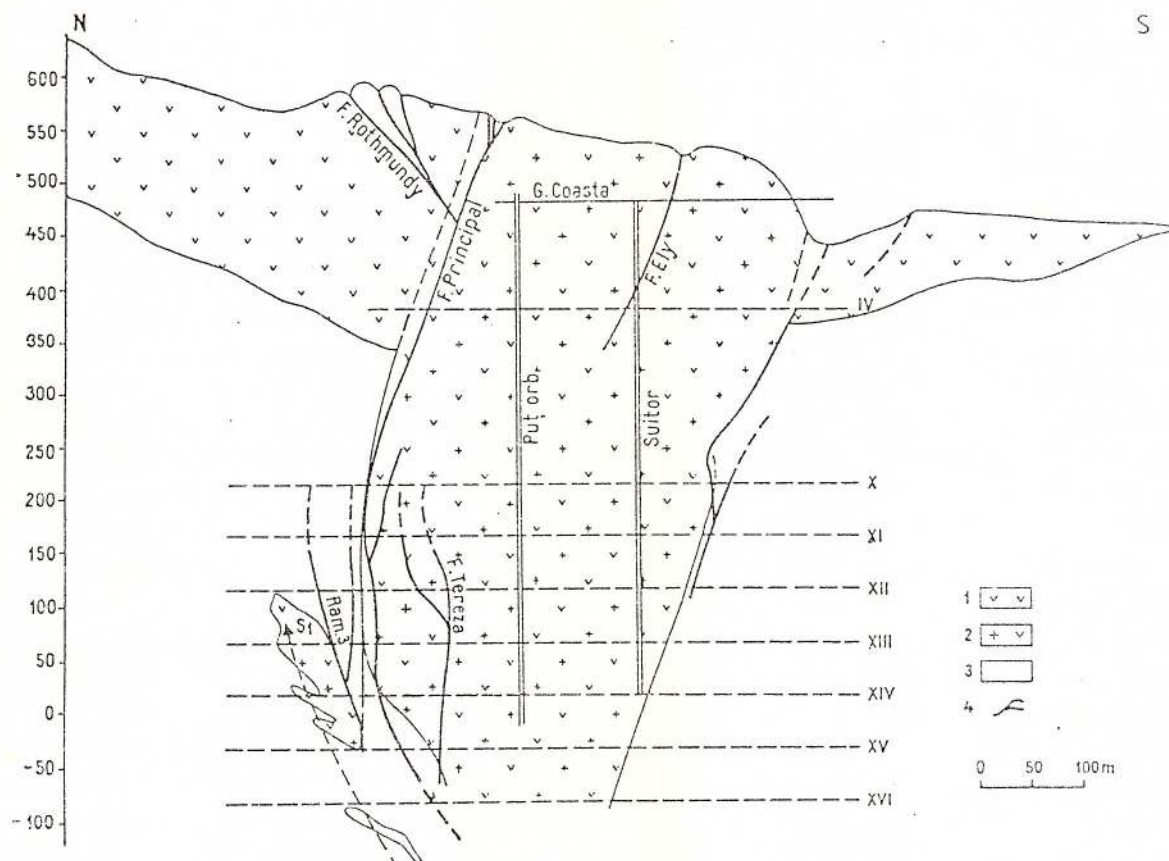 N
S
600
550
500
450
400
350
300
250
200
150
100
50
0
-50
-100
F. Rothmundy
F. Principal
G. Coasta
F. Ely
IV
Puț orb.
Suitor
X
XI
XII
XIII
XIV
XV
XVI
F. Tereza
Ram. 3
S1
1
2
3
4
0 50 100 m